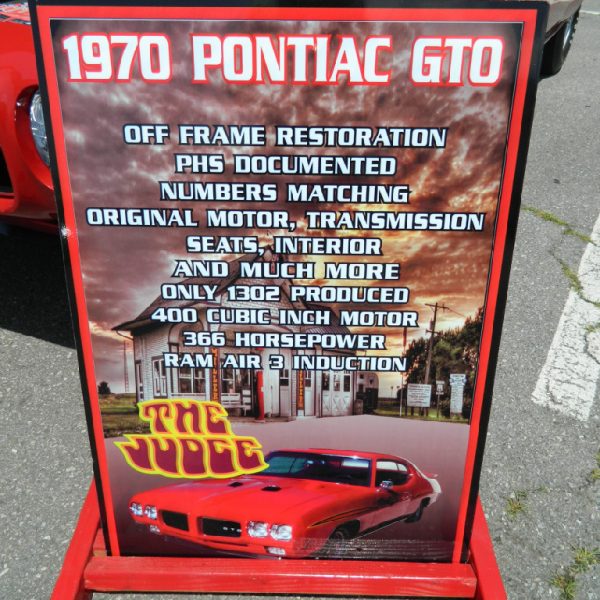 1970 PONTIAC GTO
OFF FRAME RESTORATION
PHS DOCUMENTED
NUMBERS MATCHING
ORIGINAL MOTOR, TRANSMISSION
SEATS, INTERIOR
AND MUCH MORE
ONLY 1302 PRODUCED
400 CUBIC INCH MOTOR
366 HORSEPOWER
RAM AIR 3 INDUCTION
THE
JUDGE